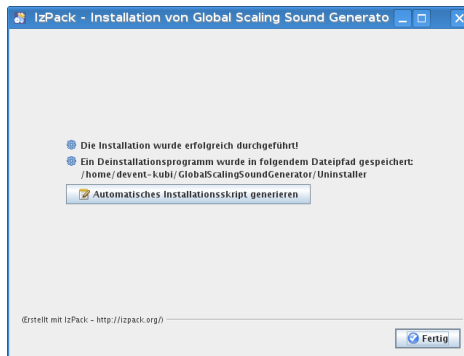 IzPack - Installation von Global Scaling Sound Generato
Die Installation wurde erfolgreich durchgeführt!
Ein Deinstallationsprogramm wurde in folgendem Dateipfad gespeichert:
/home/devent-kubi/GlobalScalingSoundGenerator/Uninstaller
Automatisches Installationsskript generieren
(Erstellt mit IzPack - http://izpack.org/)
Fertig